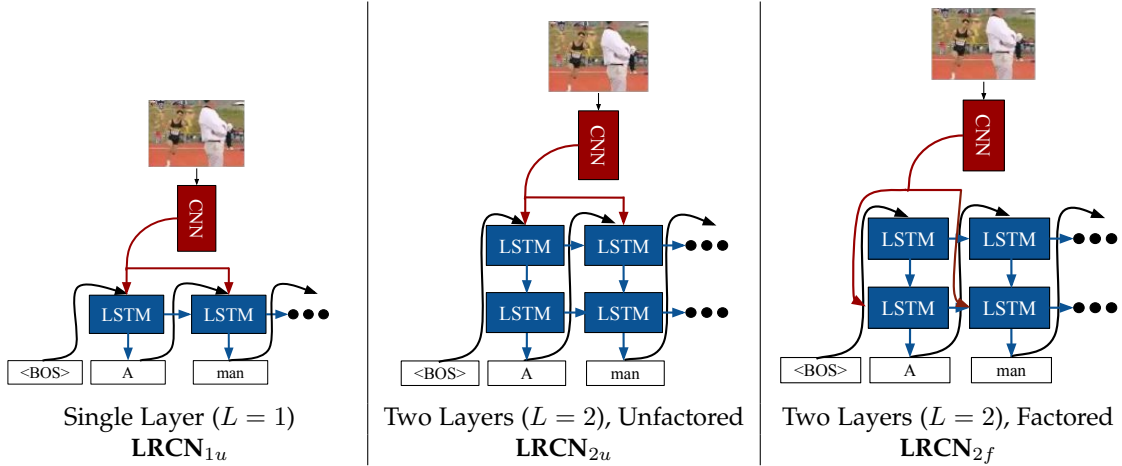 CNN
LSTM
LSTM
<BOS>
A
man
Single Layer (L = 1)
LRCN1u
CNN
LSTM
LSTM
LSTM
LSTM
<BOS>
A
man
Two Layers (L = 2), Unfactored
LRCN2u
CNN
LSTM
LSTM
LSTM
LSTM
<BOS>
A
man
Two Layers (L = 2), Factored
LRCN2f